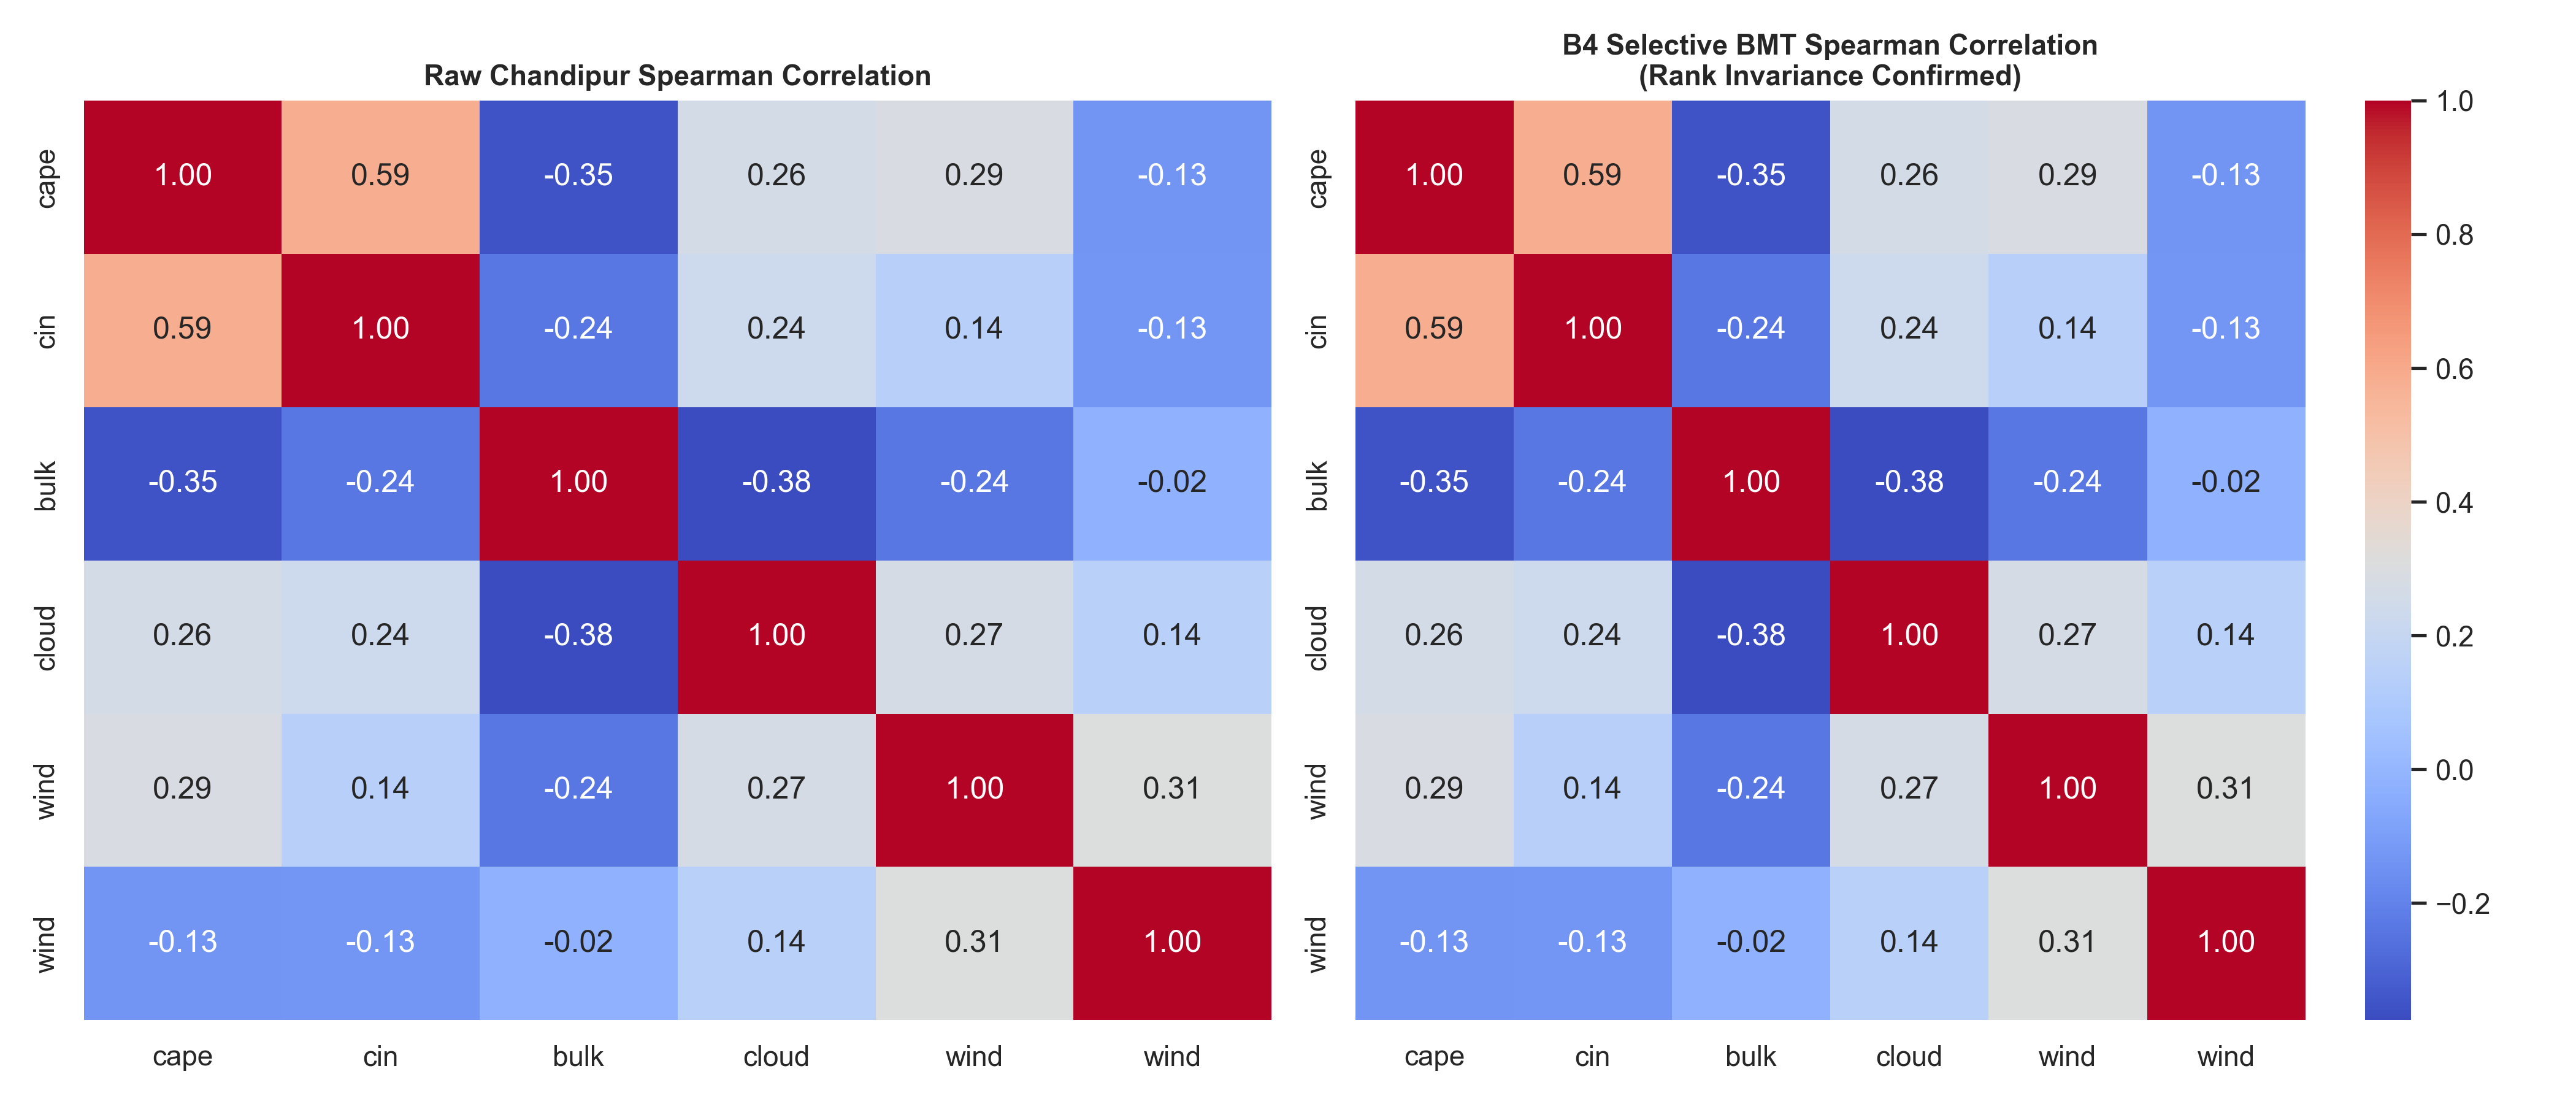 Raw Chandipur Spearman Correlation
cape 1.00 0.59 -0.35 0.26 0.29 -0.13
cin 0.59 1.00 -0.24 0.24 0.14 -0.13
bulk -0.35 -0.24 1.00 -0.38 -0.24 -0.02
cloud 0.26 0.24 -0.38 1.00 0.27 0.14
wind 0.29 0.14 -0.24 0.27 1.00 0.31
wind -0.13 -0.13 -0.02 0.14 0.31 1.00
cape cin bulk cloud wind wind
B4 Selective BMT Spearman Correlation
(Rank Invariance Confirmed)
cape 1.00 0.59 -0.35 0.26 0.29 -0.13
cin 0.59 1.00 -0.24 0.24 0.14 -0.13
bulk -0.35 -0.24 1.00 -0.38 -0.24 -0.02
cloud 0.26 0.24 -0.38 1.00 0.27 0.14
wind 0.29 0.14 -0.24 0.27 1.00 0.31
wind -0.13 -0.13 -0.02 0.14 0.31 1.00
cape cin bulk cloud wind wind
1.0
0.8
0.6
0.4
0.2
0.0
−0.2